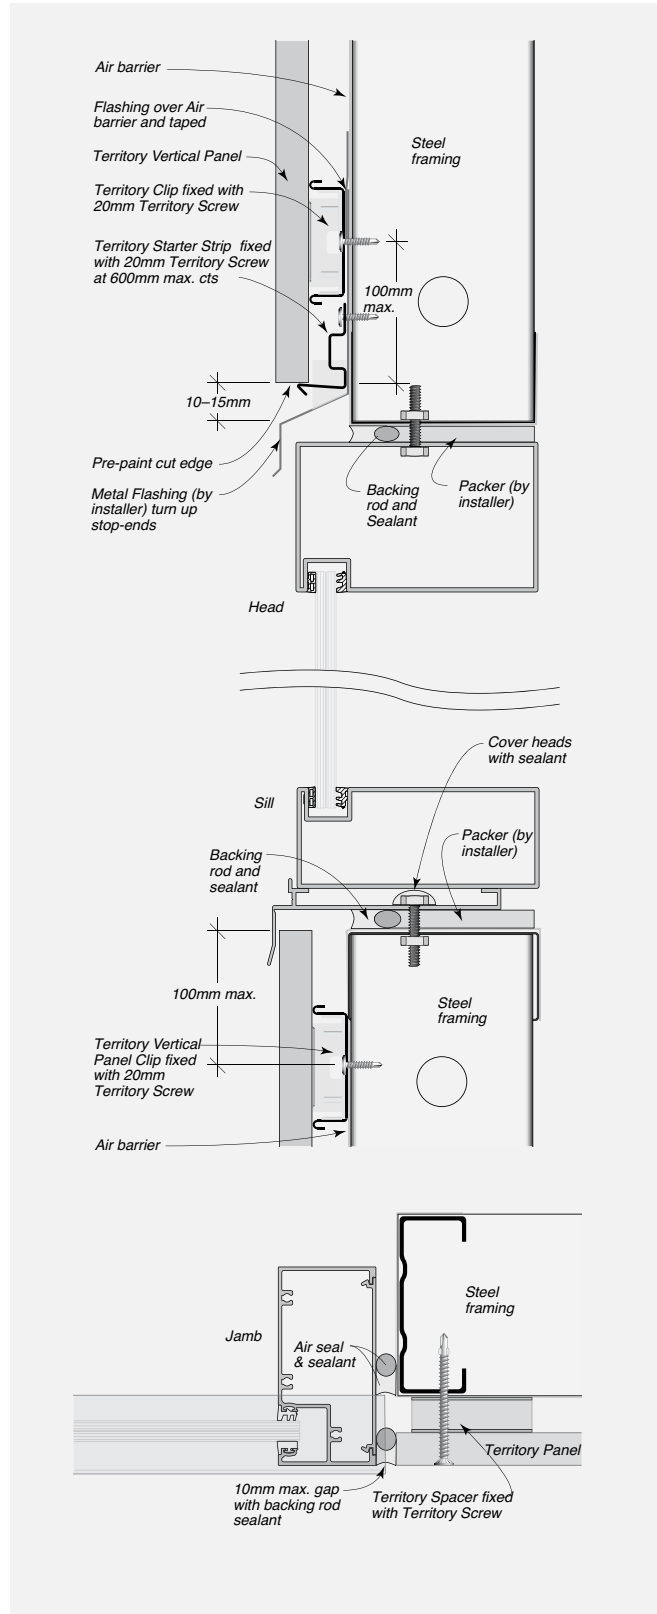 Air barrier
Flashing over Air
barrier and taped
Territory Vertical Panel
Territory Clip fixed with
20mm Territory Screw
Territory Starter Strip  fixed
with 20mm Territory Screw
at 600mm max. cts
Steel
framing
100mm
max.
10–15mm
Pre-paint cut edge
Metal Flashing (by
installer) turn up
stop-ends
Backing
rod and
Sealant
Packer (by
installer)
Head
Cover heads
with sealant
Sill
Packer (by
installer)
Backing
rod and
sealant
100mm max.
Steel
framing
Territory Vertical
Panel Clip fixed
with 20mm
Territory Screw
Air barrier
Steel
framing
Jamb
Air seal
& sealant
Territory Panel
10mm max. gap
with backing rod
sealant
Territory Spacer fixed
with Territory Screw